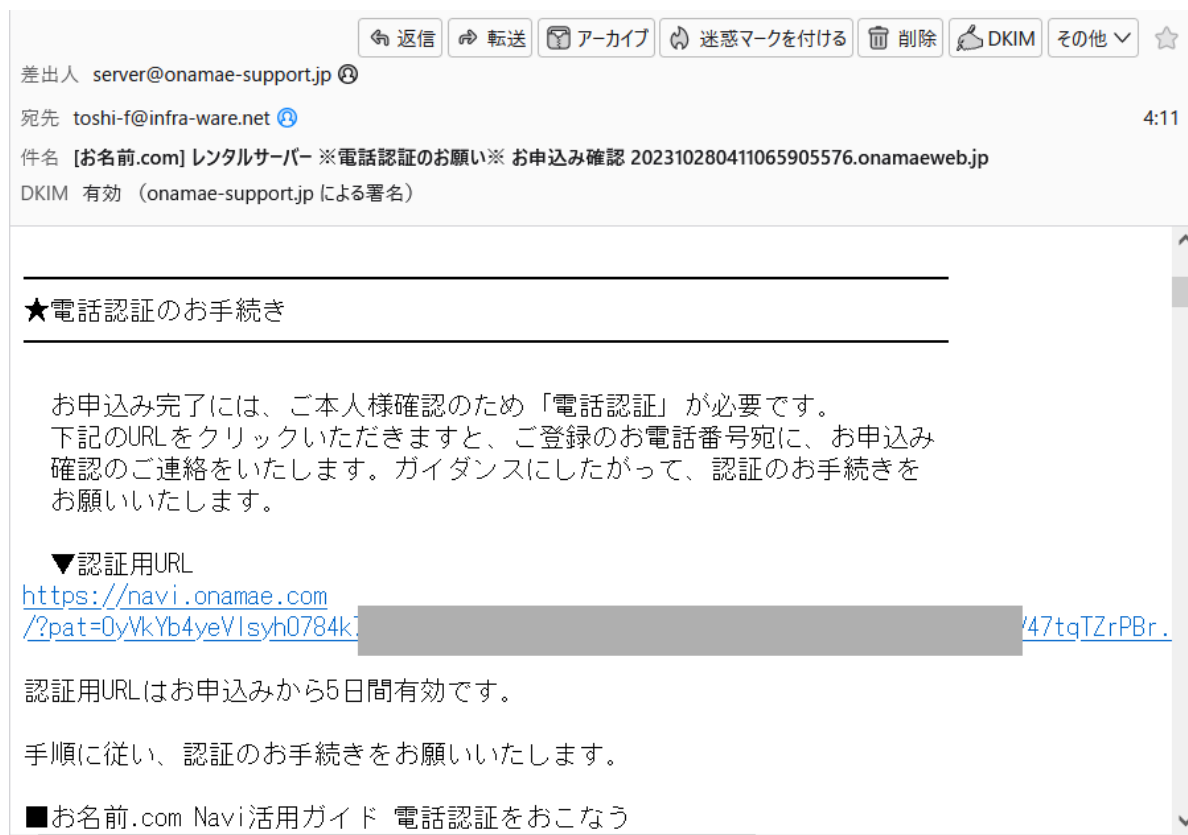 返信 転送 アーカイブ 迷惑マークを付ける 削除 DKIM その他
差出人 server@onamae-support.jp
宛先 toshi-f@infra-ware.net 4:11
件名 [お名前.com] レンタルサーバー ※電話認証のお願い※ お申込み確認 202310280411065905576.onamaeweb.jp
DKIM 有効 (onamae-support.jp による署名)
★電話認証のお手続き
お申込み完了には、ご本人様確認のため「電話認証」が必要です。
下記のURLをクリックいただきますと、ご登録のお電話番号宛に、お申込み
確認のご連絡をいたします。ガイダンスにしたがって、認証のお手続きを
お願いいたします。
▼認証用URL
https://navi.onamae.com
/?pat=0yVkYb4yeVIsyh0784k 47tqTZrPBr.
認証用URLはお申込みから5日間有効です。
手順に従い、認証のお手続きをお願いいたします。
■お名前.com Navi活用ガイド 電話認証をおこなう